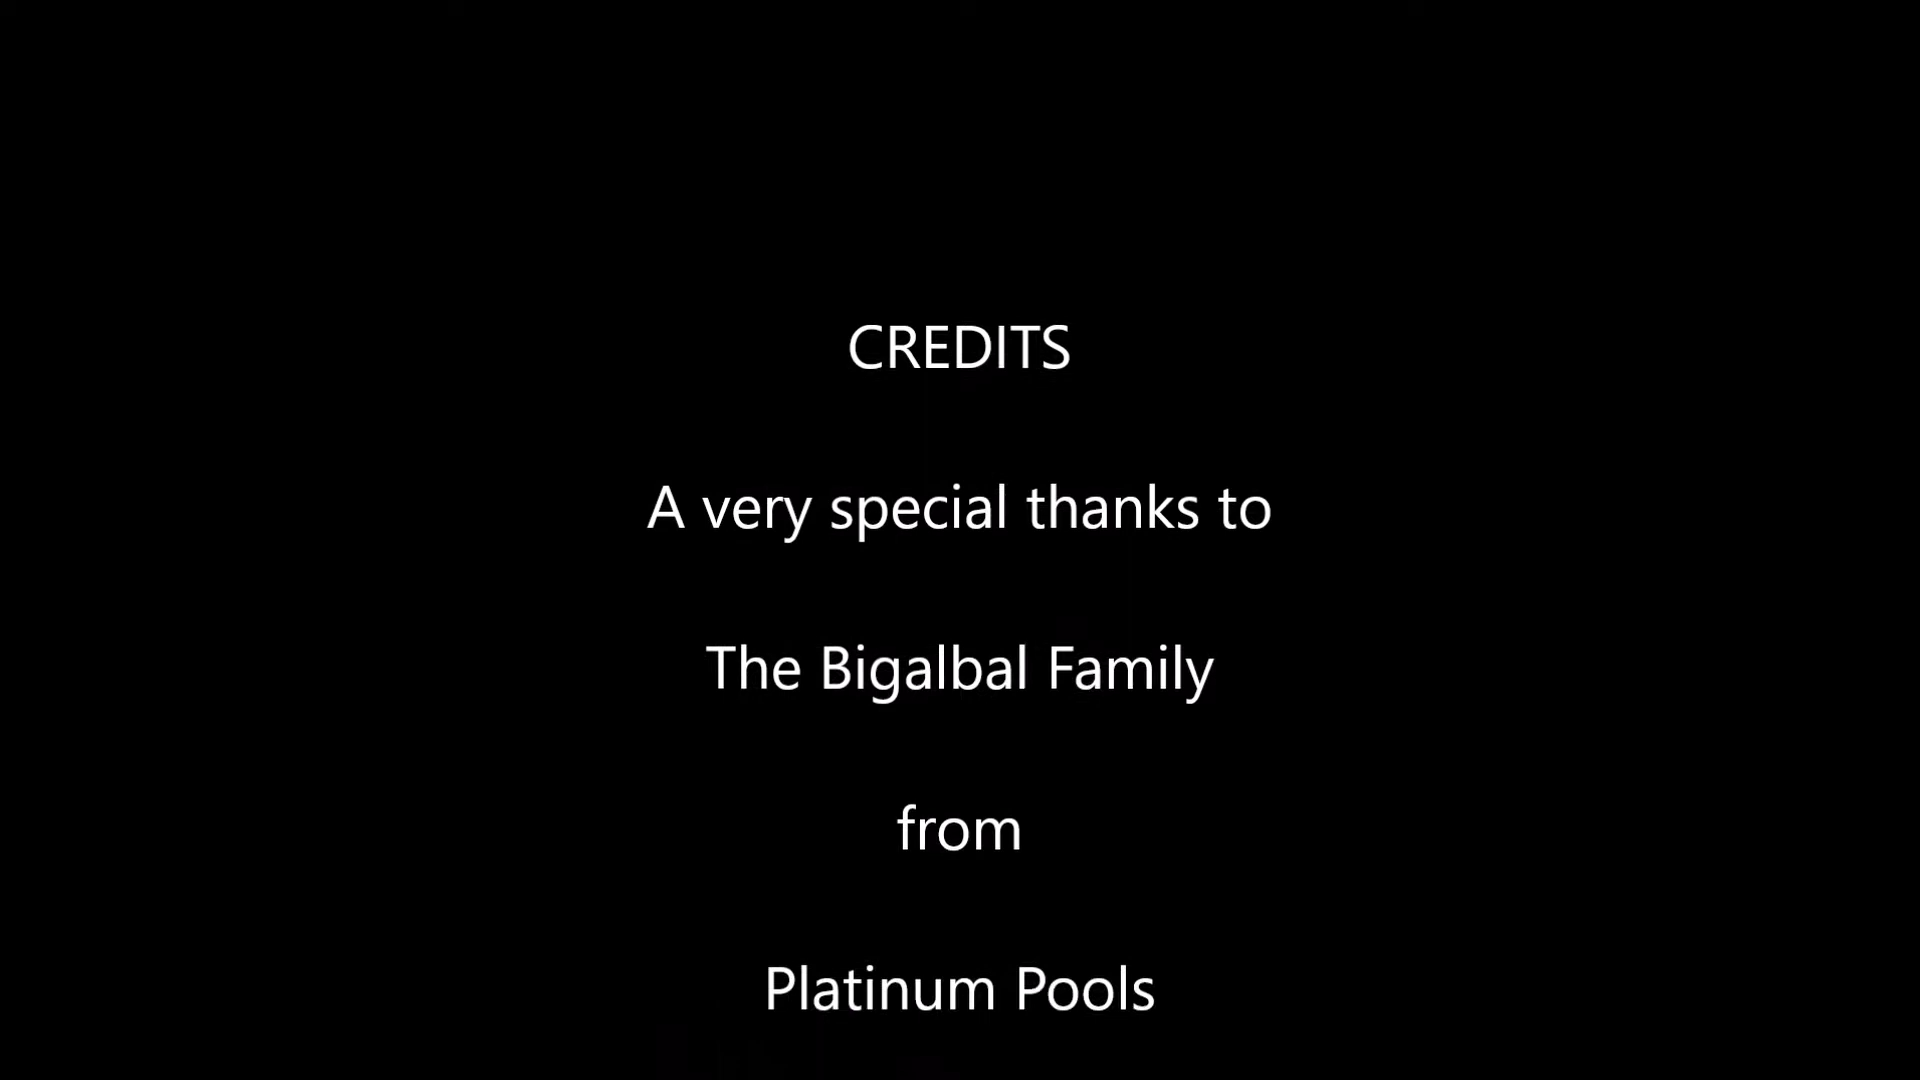 CREDITS
A very special thanks to
The Bigalbal Family
from
Platinum Pools